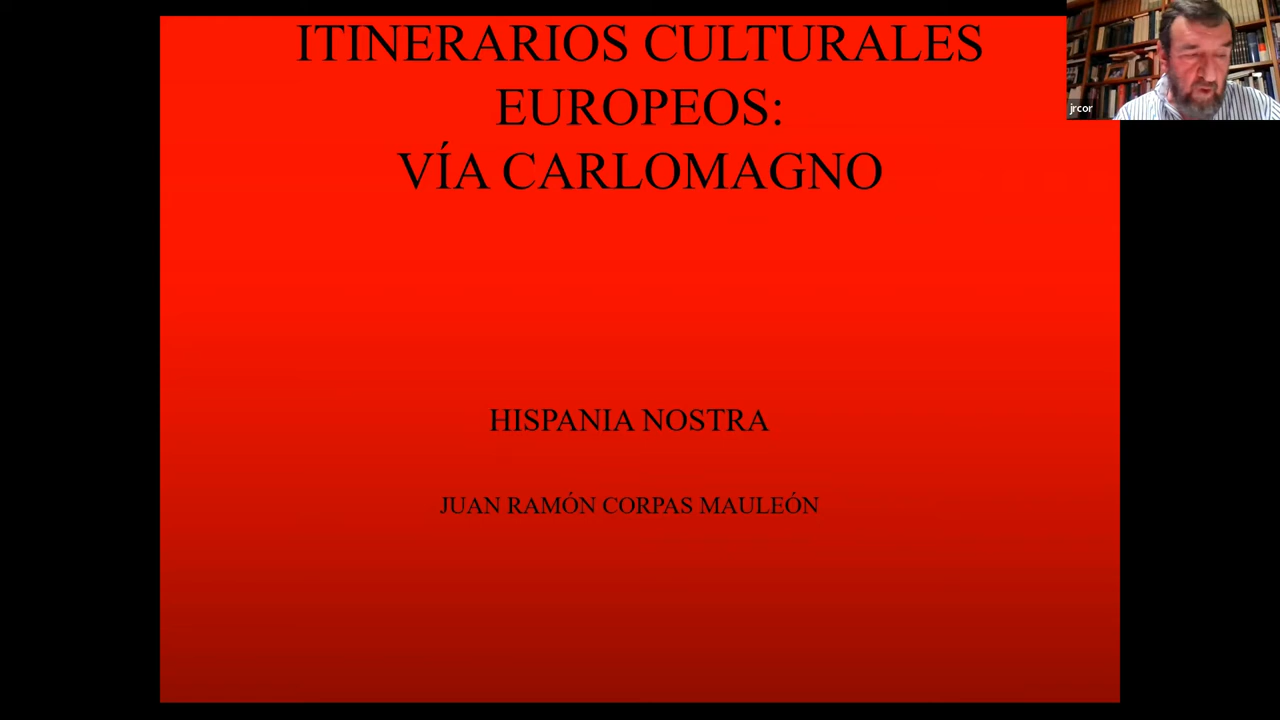 ITINERARIOS CULTURALES
EUROPEOS:
VÍA CARLOMAGNO
jrcor
HISPANIA NOSTRA
JUAN RAMÓN CORPAS MAULEÓN